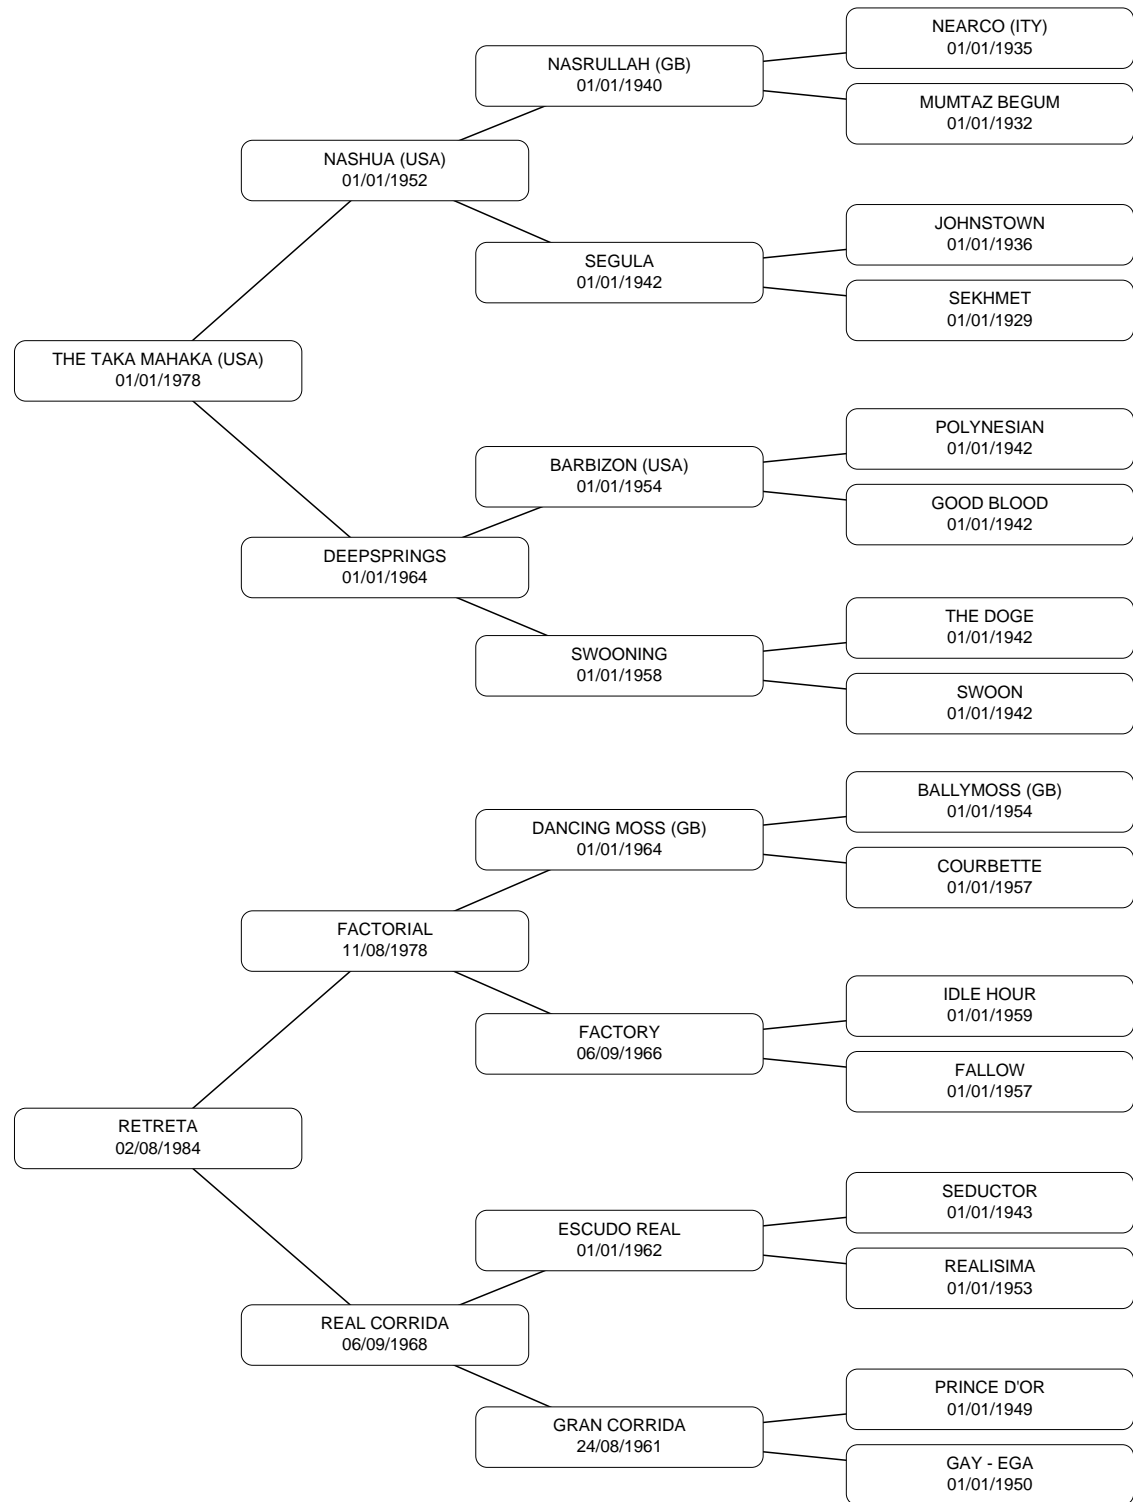 NEARCO (ITY)
01/01/1935
NASRULLAH (GB)
01/01/1940
MUMTAZ BEGUM
01/01/1932
NASHUA (USA)
01/01/1952
JOHNSTOWN
01/01/1936
SEGULA
01/01/1942
SEKHMET
01/01/1929
THE TAKA MAHAKA (USA)
01/01/1978
POLYNESIAN
01/01/1942
BARBIZON (USA)
01/01/1954
GOOD BLOOD
01/01/1942
DEEPSPRINGS
01/01/1964
THE DOGE
01/01/1942
SWOONING
01/01/1958
SWOON
01/01/1942
BALLYMOSS (GB)
01/01/1954
DANCING MOSS (GB)
01/01/1964
COURBETTE
01/01/1957
FACTORIAL
11/08/1978
IDLE HOUR
01/01/1959
FACTORY
06/09/1966
FALLOW
01/01/1957
RETRETA
02/08/1984
SEDUCTOR
01/01/1943
ESCUDO REAL
01/01/1962
REALISIMA
01/01/1953
REAL CORRIDA
06/09/1968
PRINCE D'OR
01/01/1949
GRAN CORRIDA
24/08/1961
GAY - EGA
01/01/1950